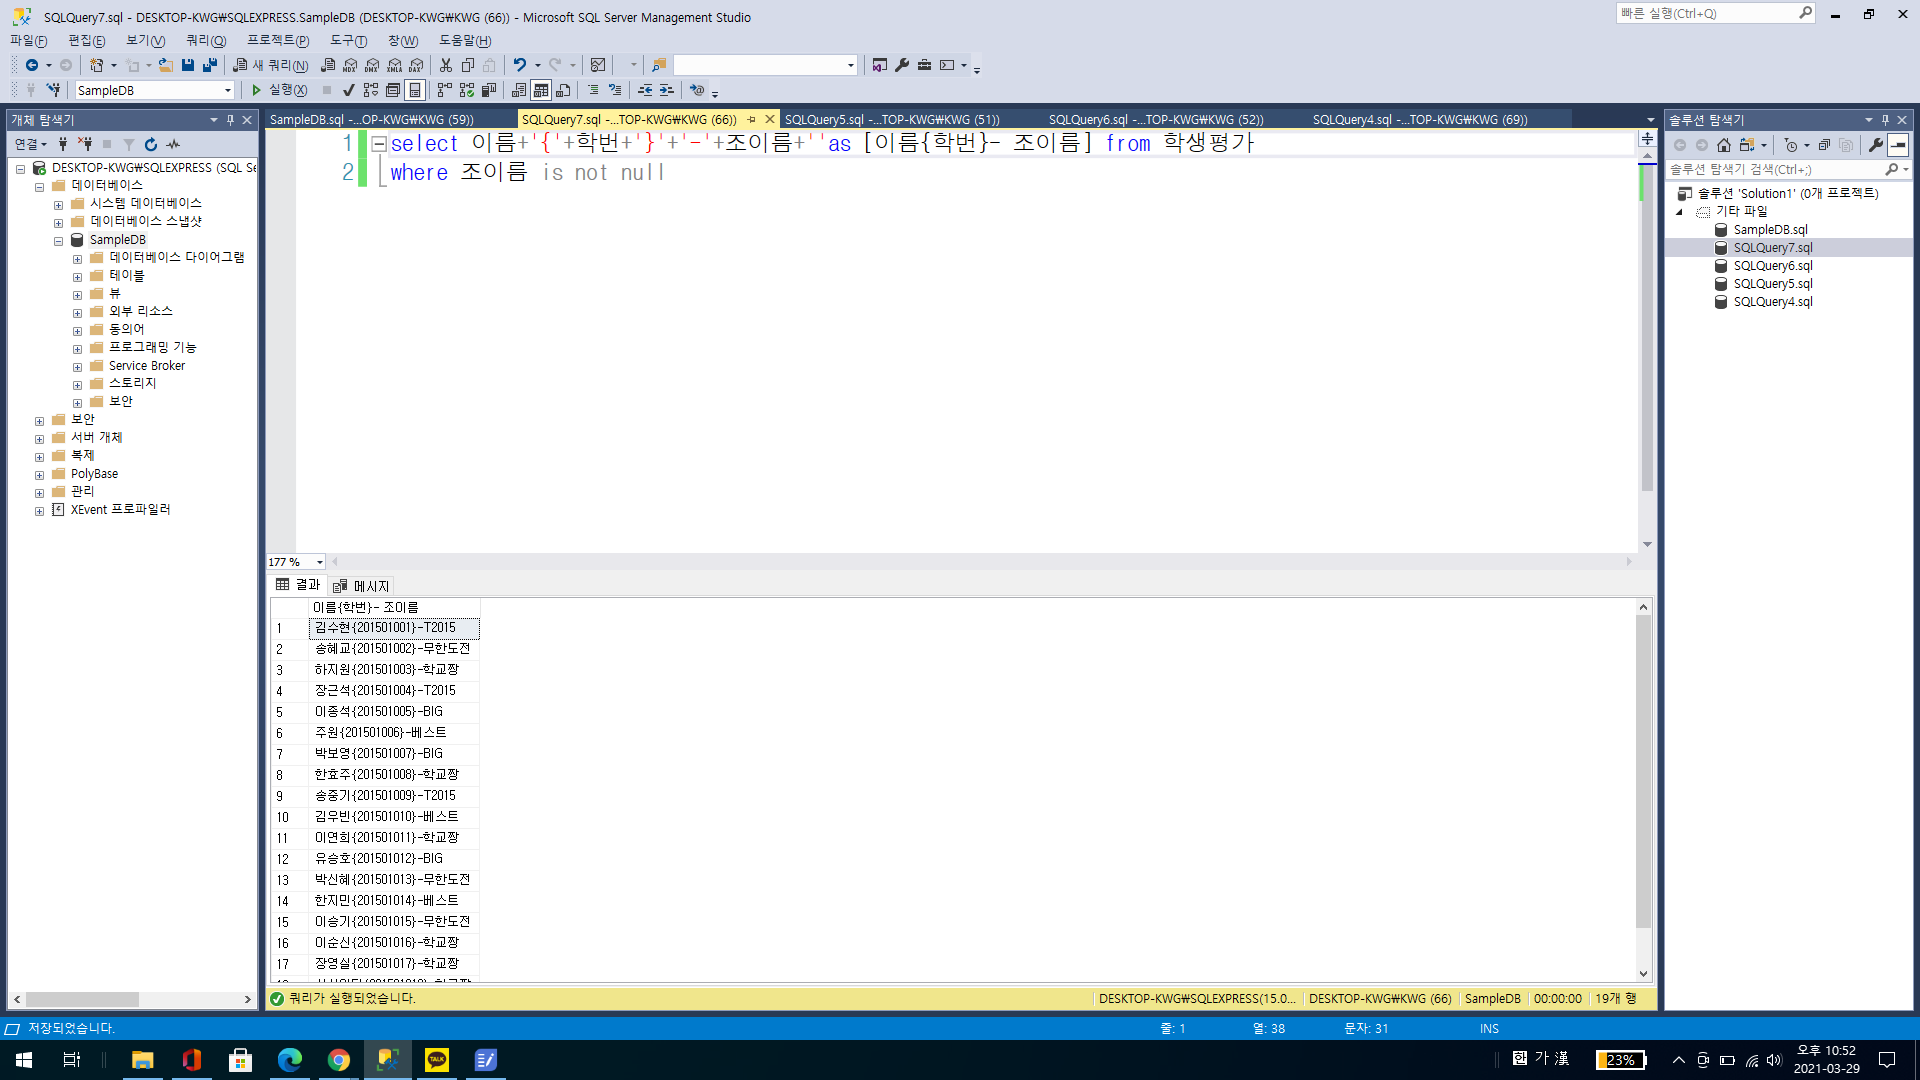 SQLQuery7.sql - DESKTOP-KWG₩SQLEXPRESS.SampleDB (DESKTOP-KWG₩KWG (66)) - Microsoft SQL Server Management Studio
빠른 실행(Ctrl+Q)
파일(F) 편집(E) 보기(V) 쿼리(Q) 프로젝트(P) 도구(T) 창(W) 도움말(H)
새 쿼리(N) MDX DMX XMLA DAX
SampleDB 실행(X)
개체 탐색기
연결
DESKTOP-KWG₩SQLEXPRESS (SQL Se
데이터베이스
시스템 데이터베이스
데이터베이스 스냅샷
SampleDB
데이터베이스 다이어그램
테이블
뷰
외부 리소스
동의어
프로그래밍 기능
Service Broker
스토리지
보안
보안
서버 개체
복제
PolyBase
관리
XEvent 프로파일러
SampleDB.sql -...OP-KWG₩KWG (59)) SQLQuery7.sql -...TOP-KWG₩KWG (66)) SQLQuery5.sql -...TOP-KWG₩KWG (51)) SQLQuery6.sql -...TOP-KWG₩KWG (52)) SQLQuery4.sql -...TOP-KWG₩KWG (69))
1 select 이름+'{'+학번+'}'+'-'+조이름+''as [이름{학번}- 조이름] from 학생평가
2 where 조이름 is not null
177 %
결과 메시지
이름{학번}- 조이름
1 김수현{201501001}-T2015
2 송혜교{201501002}-무한도전
3 하지원{201501003}-학교짱
4 장근석{201501004}-T2015
5 이종석{201501005}-BIG
6 주원{201501006}-베스트
7 박보영{201501007}-BIG
8 한효주{201501008}-학교짱
9 송중기{201501009}-T2015
10 김우빈{201501010}-베스트
11 이연희{201501011}-학교짱
12 유승호{201501012}-BIG
13 박신혜{201501013}-무한도전
14 한지민{201501014}-베스트
15 이승기{201501015}-무한도전
16 이순신{201501016}-학교짱
17 장영실{201501017}-학교짱
쿼리가 실행되었습니다. DESKTOP-KWG₩SQLEXPRESS(15.0... DESKTOP-KWG₩KWG (66) SampleDB 00:00:00 19개 행
솔루션 탐색기
솔루션 탐색기 검색(Ctrl+;)
솔루션 'Solution1' (0개 프로젝트)
기타 파일
SampleDB.sql
SQLQuery7.sql
SQLQuery6.sql
SQLQuery5.sql
SQLQuery4.sql
저장되었습니다. 줄: 1 열: 38 문자: 31 INS
TALK 한 가 漢 23% 오후 10:52
2021-03-29